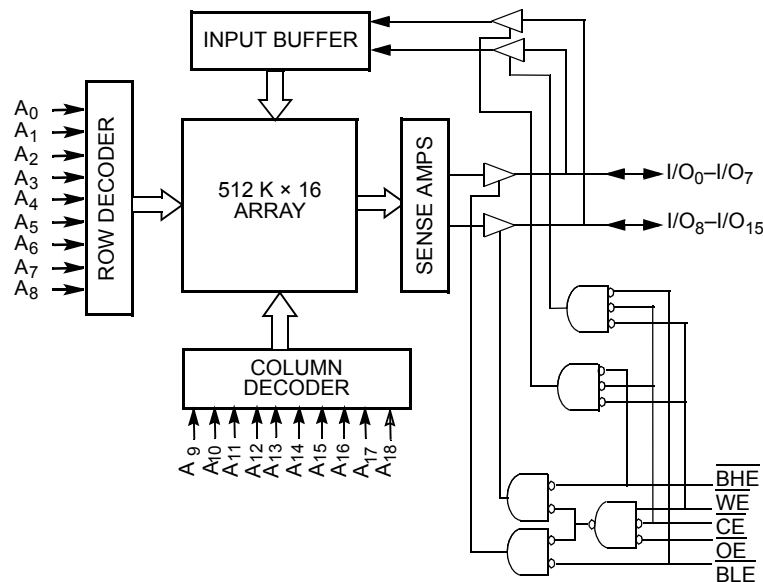 INPUT BUFFER
A0
A1
A2
A3
A4
A5
A6
A7
A8
ROW DECODER
512 K × 16
ARRAY
SENSE AMPS
I/O0–I/O7
I/O8–I/O15
COLUMN
DECODER
A9
A10
A11
A12
A13
A14
A15
A16
A17
A18
BHE
WE
CE
OE
BLE